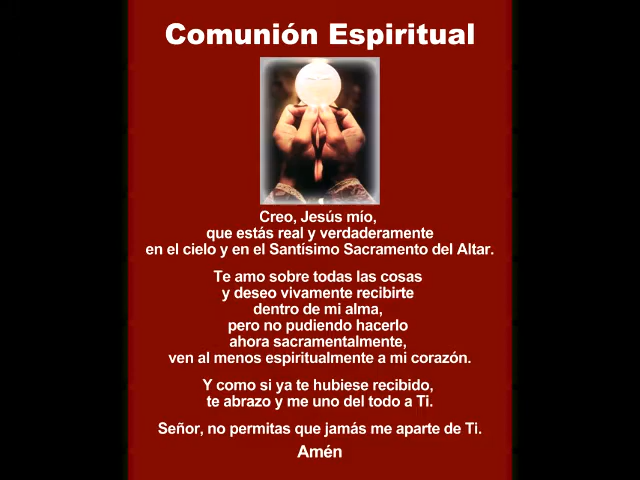 Comunión Espiritual
Creo, Jesús mío,
que estás real y verdaderamente
en el cielo y en el Santísimo Sacramento del Altar.
Te amo sobre todas las cosas
y deseo vivamente recibirte
dentro de mi alma,
pero no pudiendo hacerlo
ahora sacramentalmente,
ven al menos espiritualmente a mi corazón.
Y como si ya te hubiese recibido,
te abrazo y me uno del todo a Ti.
Señor, no permitas que jamás me aparte de Ti.
Amén